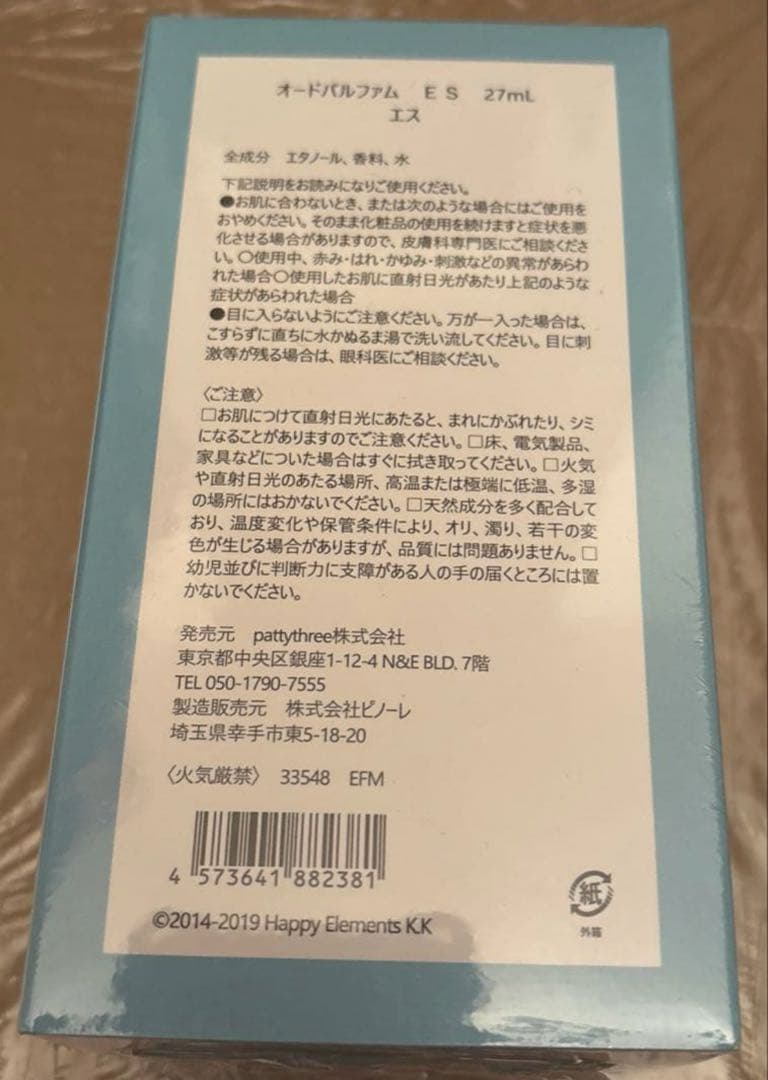 オードパルファム　ＥＳ　27mL
エス
全成分　エタノール、香料、水
下記説明をお読みになりご使用ください。
●お肌に合わないとき、または次のような場合にはご使用を
おやめください。そのまま化粧品の使用を続けますと症状を悪
化させる場合がありますので、皮膚科専門医にご相談くださ
い。〇使用中、赤み・はれ・かゆみ・刺激などの異常があらわ
れた場合〇使用したお肌に直射日光があたり上記のような
症状があらわれた場合
●目に入らないようにご注意ください。万が一入った場合は、
こすらずに直ちに水かぬるま湯で洗い流してください。目に刺
激等が残る場合は、眼科医にご相談ください。
〈ご注意〉
□お肌につけて直射日光にあたると、まれにかぶれたり、シミ
になることがありますのでご注意ください。□床、電気製品、
家具などについた場合はすぐに拭き取ってください。□火気
や直射日光のあたる場所、高温または極端に低温、多湿
の場所にはおかないでください。□天然成分を多く配合して
おり、温度変化や保管条件により、オリ、濁り、若干の変
色が生じる場合がありますが、品質には問題ありません。□
幼児並びに判断力に支障がある人の手の届くところには置
かないでください。
発売元　pattythree株式会社
東京都中央区銀座1-12-4 N&E BLD. 7階
TEL 050-1790-7555
製造販売元　株式会社ピノーレ
埼玉県幸手市東5-18-20
〈火気厳禁〉　33548　EFM
4 573641 882381
©2014-2019 Happy Elements K.K
紙
外箱